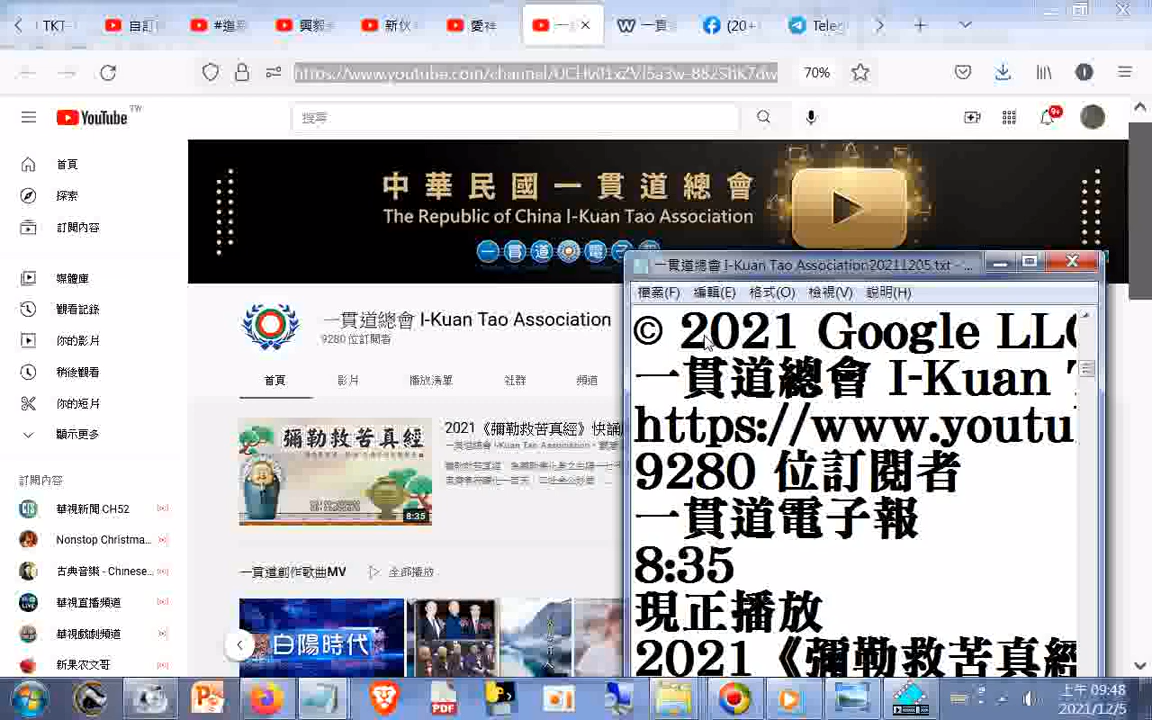 TKT
自訂
#進
興毅
新伙
愛祥
一
一貫
(20+
Tele
70%
YouTube TW
搜尋
9+
首頁
探索
訂閱內容
媒體庫
觀看記錄
你的影片
稍後觀看
你的短片
顯示更多
訂閱內容
華視新聞 CH52
Nonstop Christma...
古典音樂 - Chinese...
華視直播頻道
華視戲劇頻道
新果农文哥
中華民國一貫道總會
The Republic of China I-Kuan Tao Association
一貫道電子
一貫道總會 I-Kuan Tao Association
9280 位訂閱者
首頁
影片
播放清單
社群
頻道
彌勒救苦真經
8:35
2021《彌勒救苦真經》快誦
一貫道創作歌曲MV
全部播放
白陽時代
一貫道總會 I-Kuan Tao Association20211205.txt - ...
檔案(F) 編輯(E) 格式(O) 檢視(V) 說明(H)
© 2021 Google LLC
一貫道總會 I-Kuan T
https://www.youtu
9280 位訂閱者
一貫道電子報
8:35
現正播放
2021《彌勒救苦真經
PDF
上午 09:48
2021/12/5